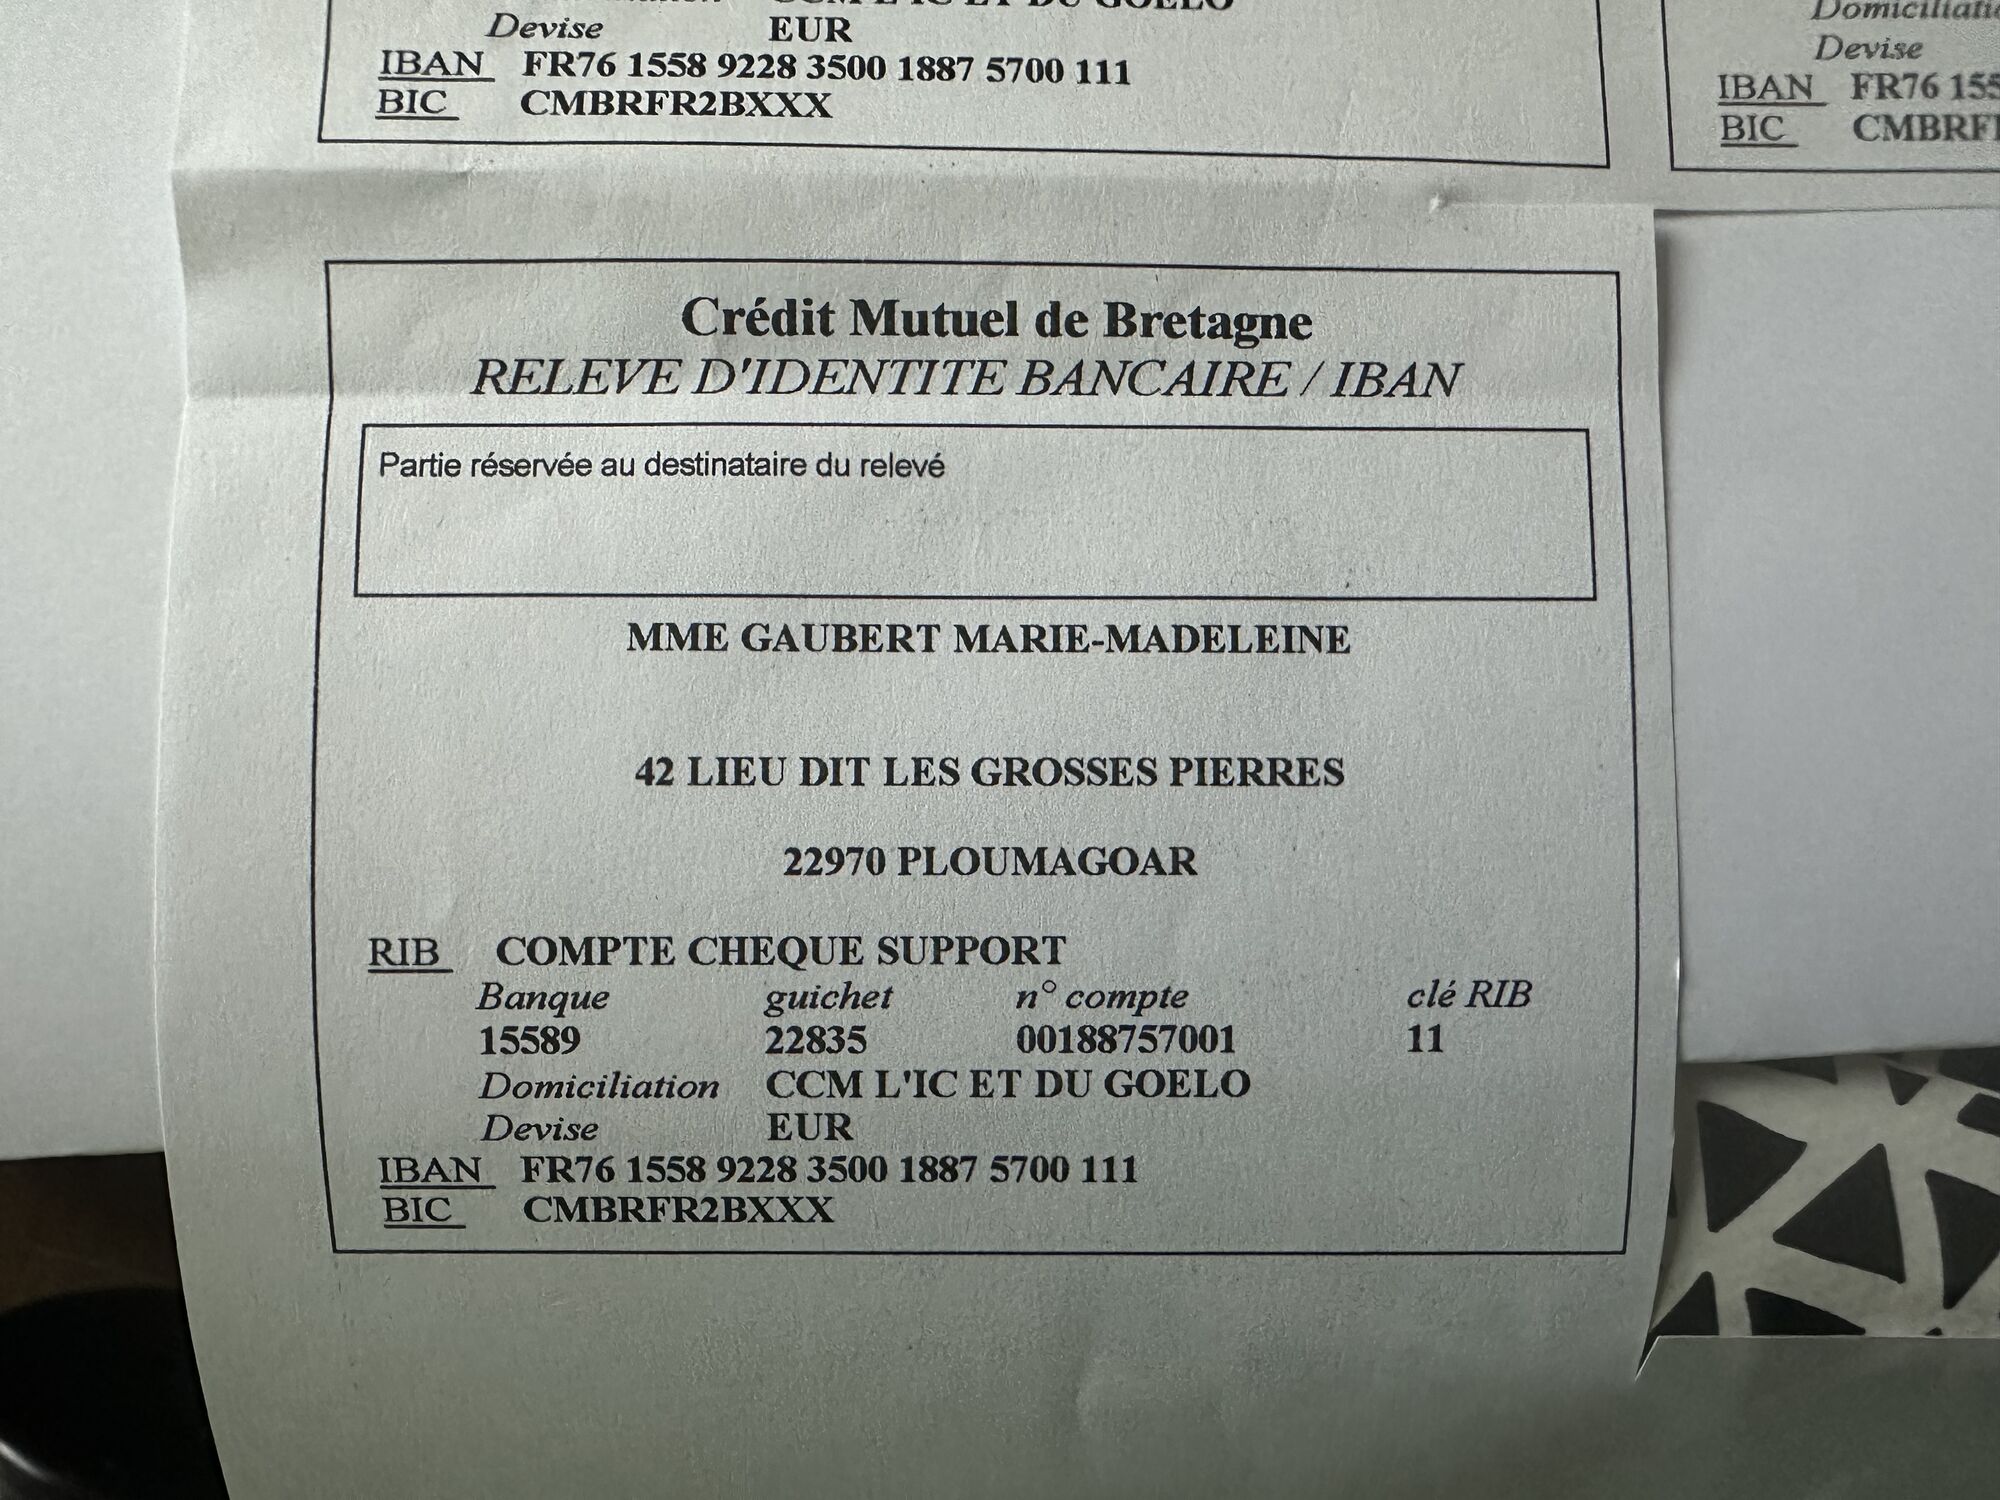 Devise EUR
IBAN FR76 1558 9228 3500 1887 5700 111
BIC CMBRFR2BXXX
Devise
IBAN FR76
BIC
Crédit Mutuel de Bretagne
RELEVE D'IDENTITE BANCAIRE / IBAN
Partie réservée au destinataire du relevé
MME GAUBERT MARIE-MADELEINE
42 LIEU DIT LES GROSSES PIERRES
22970 PLOUMAGOAR
RIB COMPTE CHEQUE SUPPORT
Banque guichet n° compte clé RIB
15589 22835 00188757001 11
Domiciliation CCM L'IC ET DU GOELO
Devise EUR
IBAN FR76 1558 9228 3500 1887 5700 111
BIC CMBRFR2BXXX